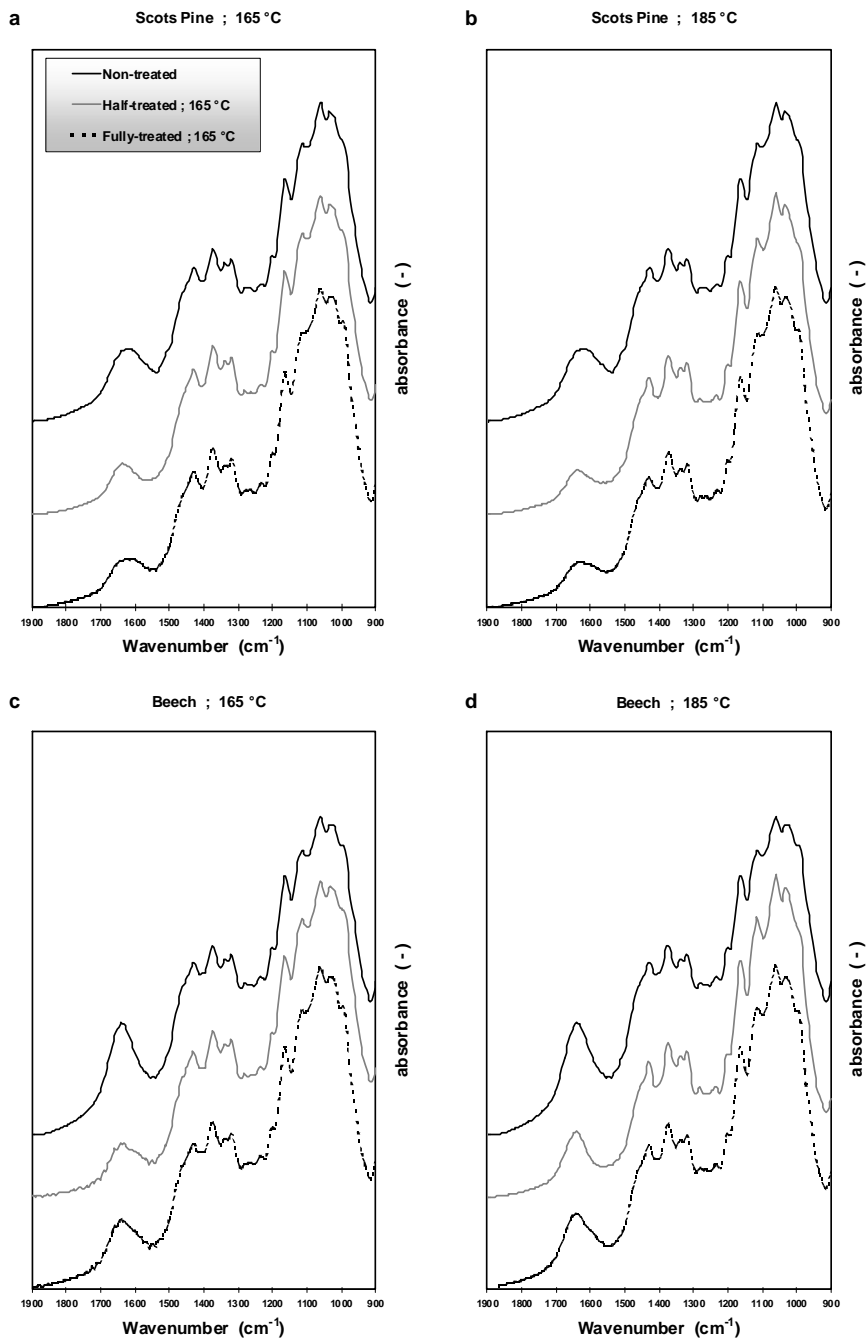 a
Scots Pine ; 165 °C
Non-treated
Half-treated ; 165 °C
Fully-treated ; 165 °C
absorbance (-)
1900 1800 1700 1600 1500 1400 1300 1200 1100 1000 900
Wavenumber (cm-1)
b
Scots Pine ; 185 °C
absorbance (-)
1900 1800 1700 1600 1500 1400 1300 1200 1100 1000 900
Wavenumber (cm-1)
c
Beech ; 165 °C
absorbance (-)
1900 1800 1700 1600 1500 1400 1300 1200 1100 1000 900
Wavenumber (cm-1)
d
Beech ; 185 °C
absorbance (-)
1900 1800 1700 1600 1500 1400 1300 1200 1100 1000 900
Wavenumber (cm-1)